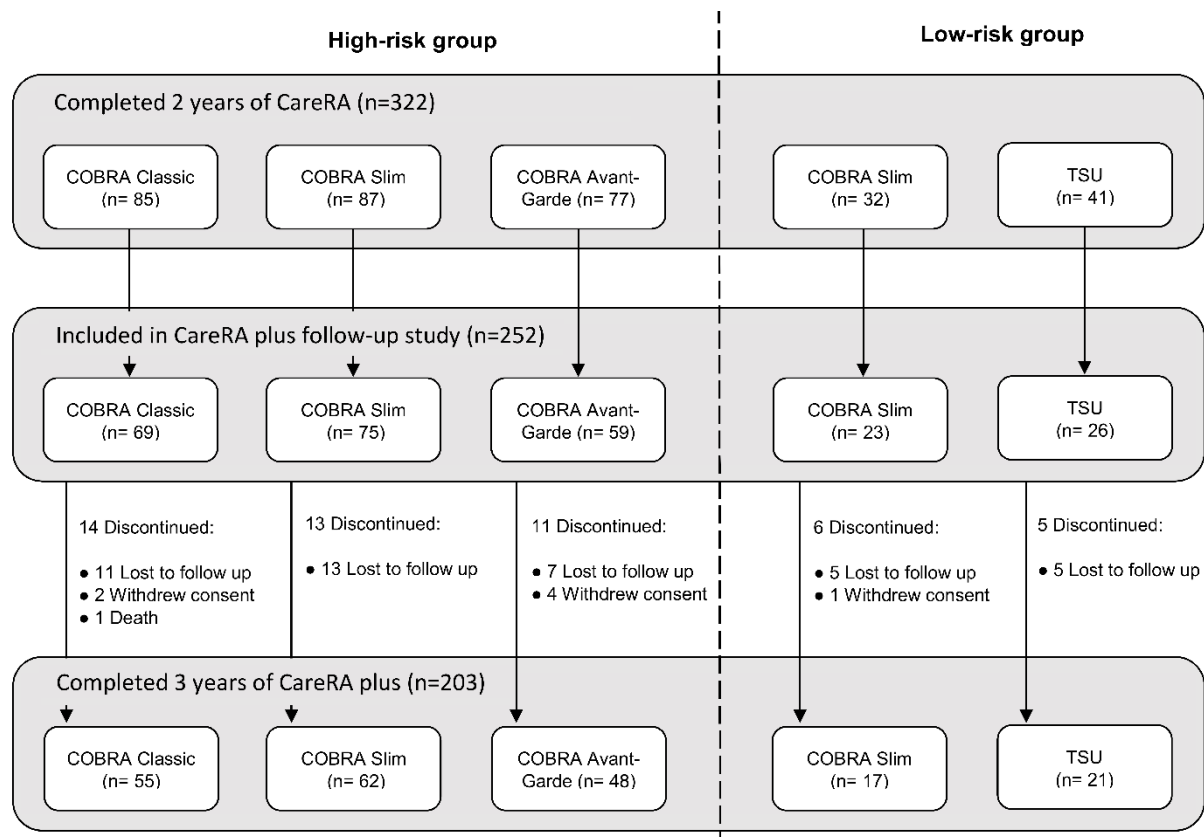 High-risk group
Low-risk group
Completed 2 years of CareRA (n=322)
COBRA Classic
(n= 85)
COBRA Slim
(n= 87)
COBRA Avant-
Garde (n= 77)
COBRA Slim
(n= 32)
TSU
(n= 41)
Included in CareRA plus follow-up study (n=252)
COBRA Classic
(n= 69)
COBRA Slim
(n= 75)
COBRA Avant-
Garde (n= 59)
COBRA Slim
(n= 23)
TSU
(n= 26)
14 Discontinued:
● 11 Lost to follow up
● 2 Withdrew consent
● 1 Death
13 Discontinued:
● 13 Lost to follow up
11 Discontinued:
● 7 Lost to follow up
● 4 Withdrew consent
6 Discontinued:
● 5 Lost to follow up
● 1 Withdrew consent
5 Discontinued:
● 5 Lost to follow up
Completed 3 years of CareRA plus (n=203)
COBRA Classic
(n= 55)
COBRA Slim
(n= 62)
COBRA Avant-
Garde (n= 48)
COBRA Slim
(n= 17)
TSU
(n= 21)